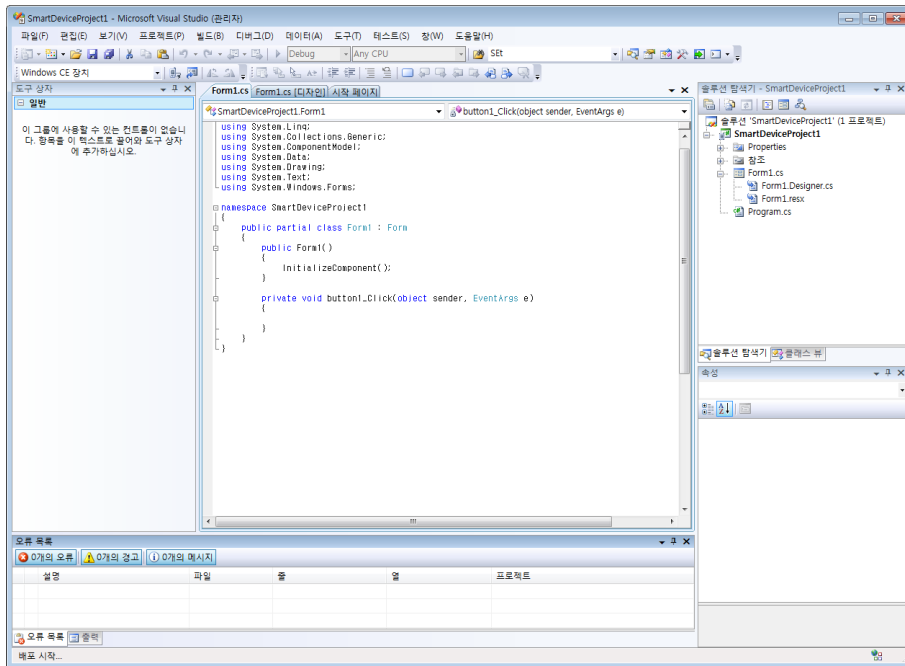 SmartDeviceProject1 - Microsoft Visual Studio (관리자)
파일(F) 편집(E) 보기(V) 프로젝트(P) 빌드(B) 디버그(D) 데이터(A) 도구(T) 테스트(S) 창(W) 도움말(H)
Debug Any CPU SEt
Windows CE 장치
도구 상자
일반
이 그룹에 사용할 수 있는 컨트롤이 없습니
다. 항목을 이 텍스트로 끌어와 도구 상자
에 추가하십시오.
Form1.cs Form1.cs [디자인] 시작 페이지
SmartDeviceProject1.Form1 button1_Click(object sender, EventArgs e)
using System.Linq;
using System.Collections.Generic;
using System.ComponentModel;
using System.Data;
using System.Drawing;
using System.Text;
using System.Windows.Forms;
namespace SmartDeviceProject1
{
public partial class Form1 : Form
{
public Form1()
{
InitializeComponent();
}
private void button1_Click(object sender, EventArgs e)
{
}
}
}
솔루션 탐색기 - SmartDeviceProject1
솔루션 'SmartDeviceProject1' (1 프로젝트)
SmartDeviceProject1
Properties
참조
Form1.cs
Form1.Designer.cs
Form1.resx
Program.cs
솔루션 탐색기 클래스 뷰
속성
오류 목록
0개의 오류 0개의 경고 0개의 메시지
설명 파일 줄 열 프로젝트
오류 목록 출력
배포 시작...